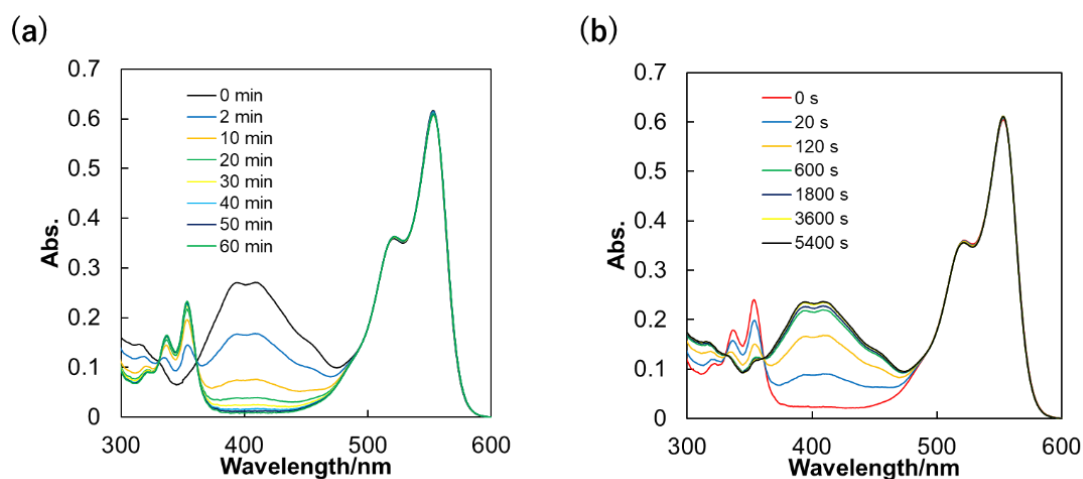 (a)
Abs.
0.7
0.6
0.5
0.4
0.3
0.2
0.1
0
0 min
2 min
10 min
20 min
30 min
40 min
50 min
60 min
300
400
500
600
Wavelength/nm
(b)
Abs.
0.7
0.6
0.5
0.4
0.3
0.2
0.1
0
0 s
20 s
120 s
600 s
1800 s
3600 s
5400 s
300
400
500
600
Wavelength/nm